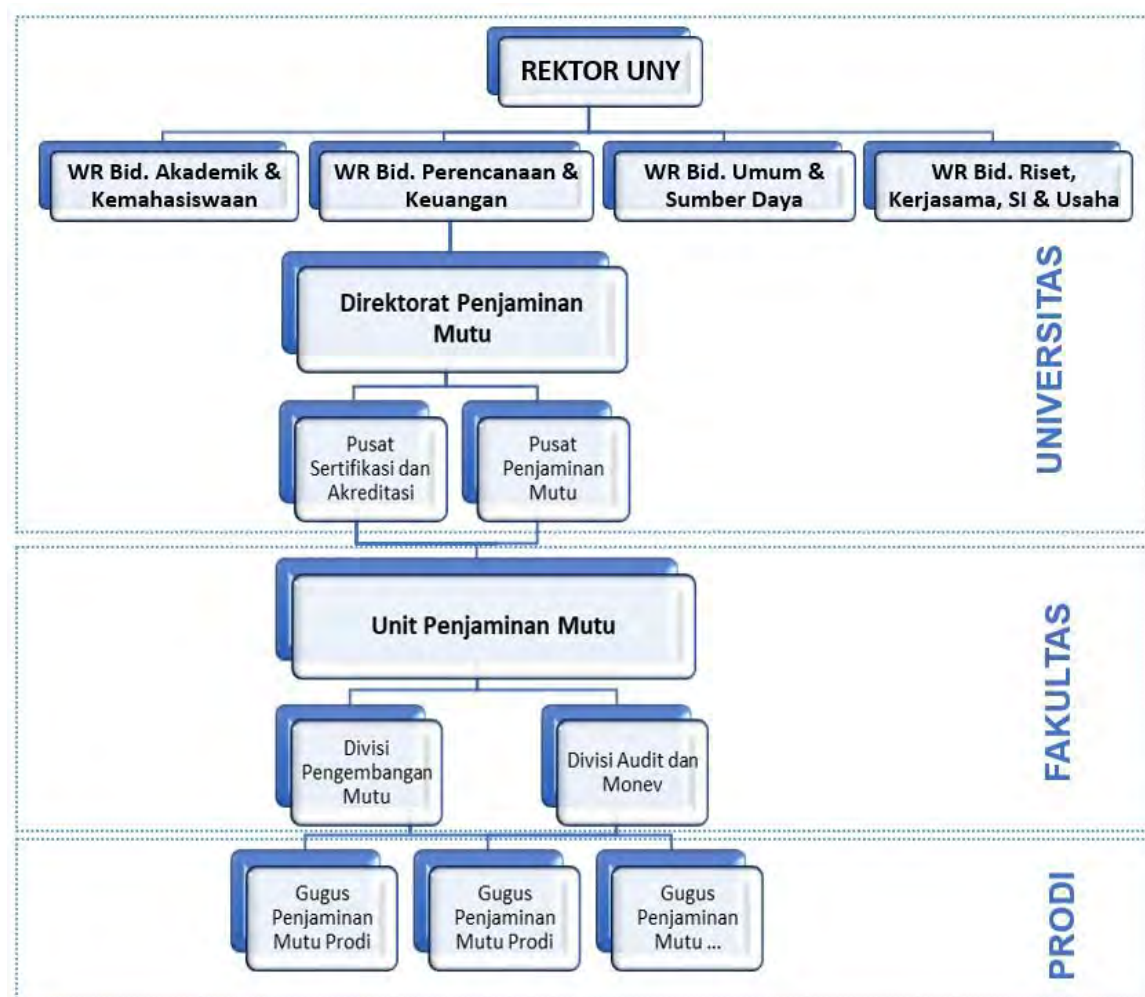 REKTOR UNY
WR Bid. Akademik &
Kemahasiswaan
WR Bid. Perencanaan &
Keuangan
WR Bid. Umum &
Sumber Daya
WR Bid. Riset,
Kerjasama, SI & Usaha
Direktorat Penjaminan
Mutu
Pusat
Sertifikasi dan
Akreditasi
Pusat
Penjaminan
Mutu
UNIVERSITAS
Unit Penjaminan Mutu
Divisi
Pengembangan
Mutu
Divisi Audit dan
Monev
FAKULTAS
Gugus
Penjaminan
Mutu Prodi
Gugus
Penjaminan
Mutu Prodi
Gugus
Penjaminan
Mutu ...
PRODI